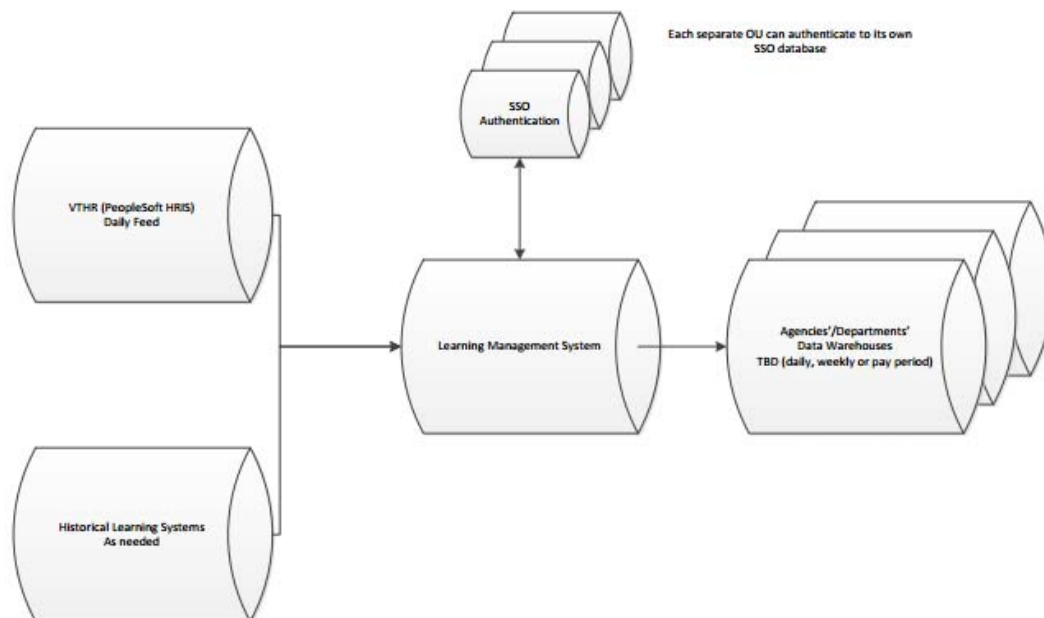 Each separate OU can authenticate to its own
SSO database
SSO
Authentication
VTHR (PeopleSoft HRIS)
Daily Feed
Learning Management System
Agencies'/Departments'
Data Warehouses
TBD (daily, weekly or pay period)
Historical Learning Systems
As needed